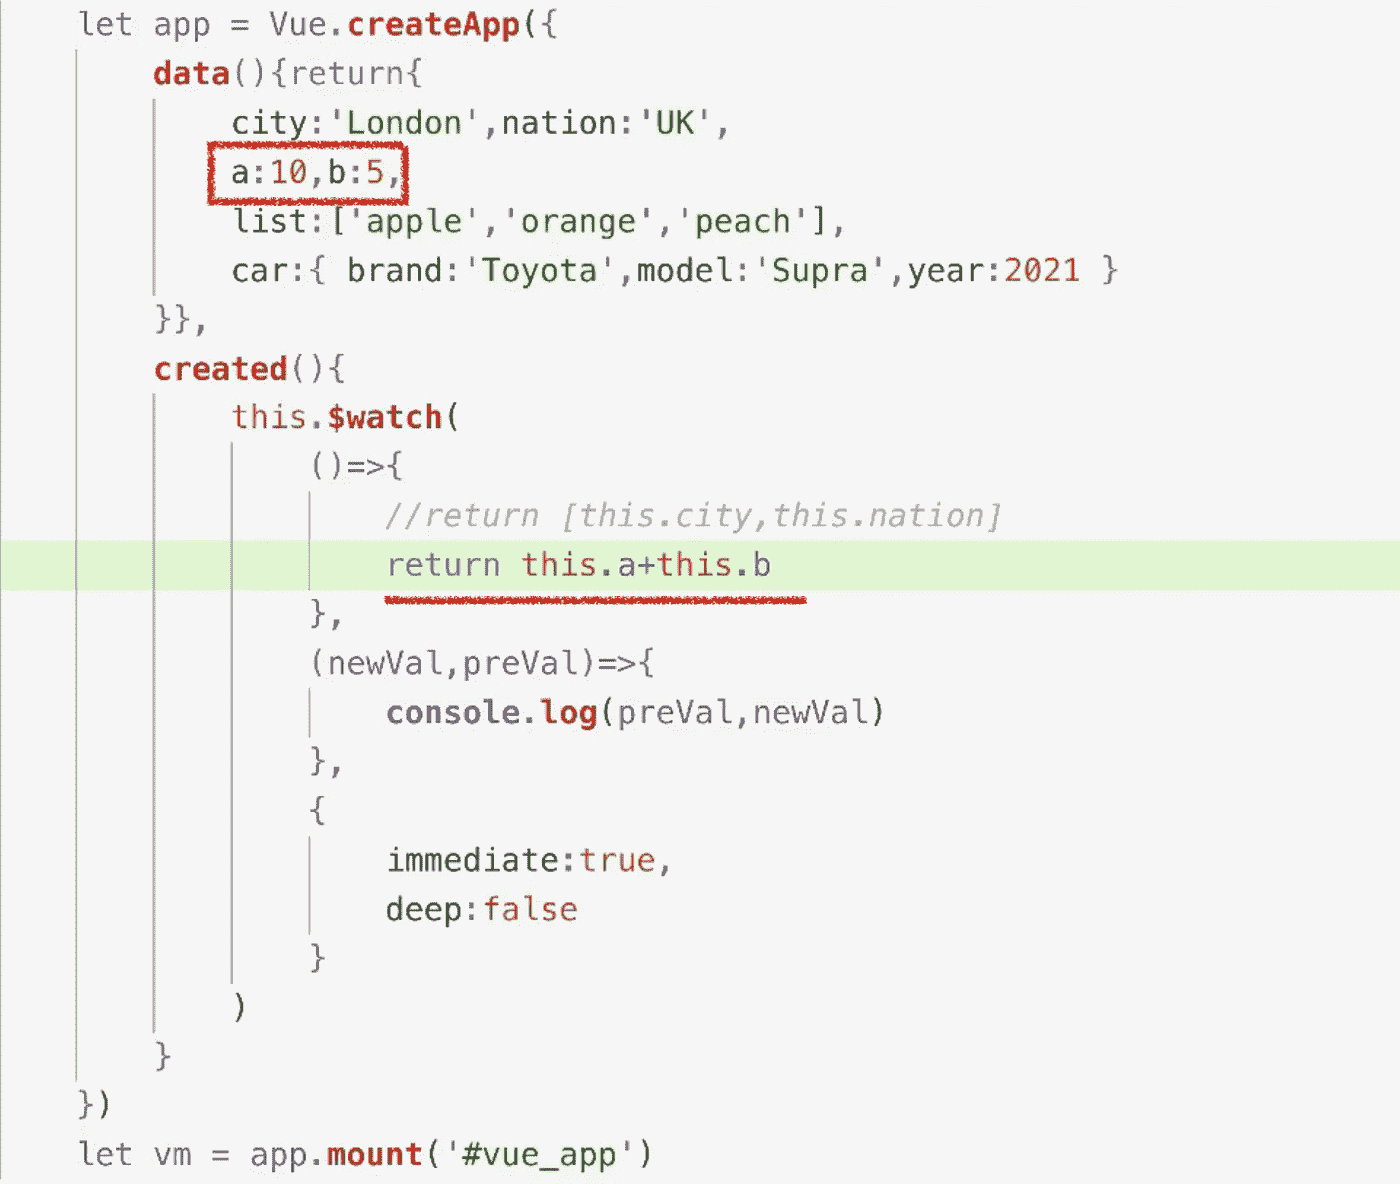 let app = Vue.createApp({
data(){return{
city:'London',nation:'UK',
a:10,b:5,
list:['apple','orange','peach'],
car:{ brand:'Toyota',model:'Supra',year:2021 }
}},
created(){
this.$watch(
()=>{
//return [this.city,this.nation]
return this.a+this.b
},
(newVal,preVal)=>{
console.log(preVal,newVal)
},
{
immediate:true,
deep:false
}
)
}
})
let vm = app.mount('#vue_app')